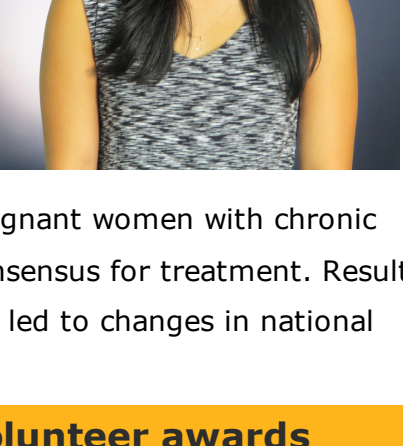 gnant women with chronic
nsensus for treatment. Result
led to changes in national
olunteer awards